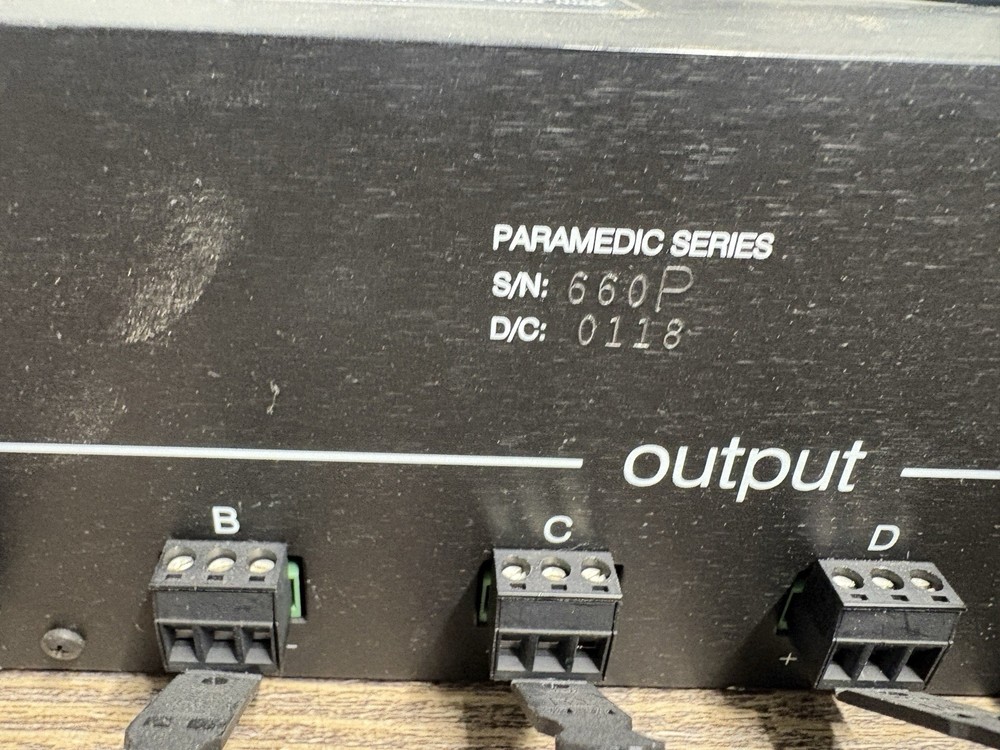 PARAMEDIC SERIES
S/N: 660P
D/C: 0118
output
B
C
D
-
+